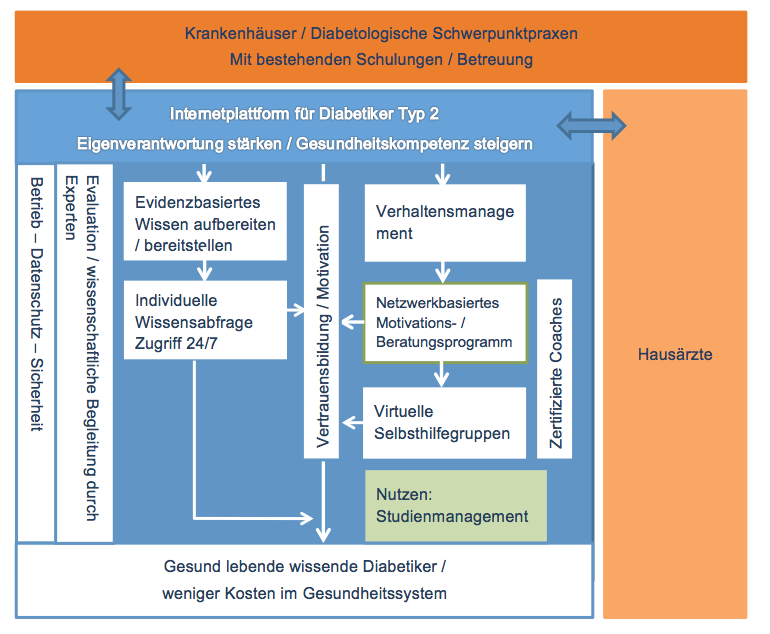 Krankenhäuser / Diabetologische Schwerpunktpraxen
Mit bestehenden Schulungen / Betreuung
Internetplattform für Diabetiker Typ 2
Eigenverantwortung stärken / Gesundheitskompetenz steigern
Betrieb – Datenschutz – Sicherheit
Evaluation / wissenschaftliche Begleitung durch
Experten
Evidenzbasiertes
Wissen aufbereiten
/ bereitstellen
Individuelle
Wissensabfrage
Zugriff 24/7
Vertrauensbildung / Motivation
Verhaltensmanage
ment
Netzwerkbasiertes
Motivations- /
Beratungsprogramm
Virtuelle
Selbsthilfegruppen
Zertifizierte Coaches
Nutzen:
Studienmanagement
Hausärzte
Gesund lebende wissende Diabetiker /
weniger Kosten im Gesundheitssystem